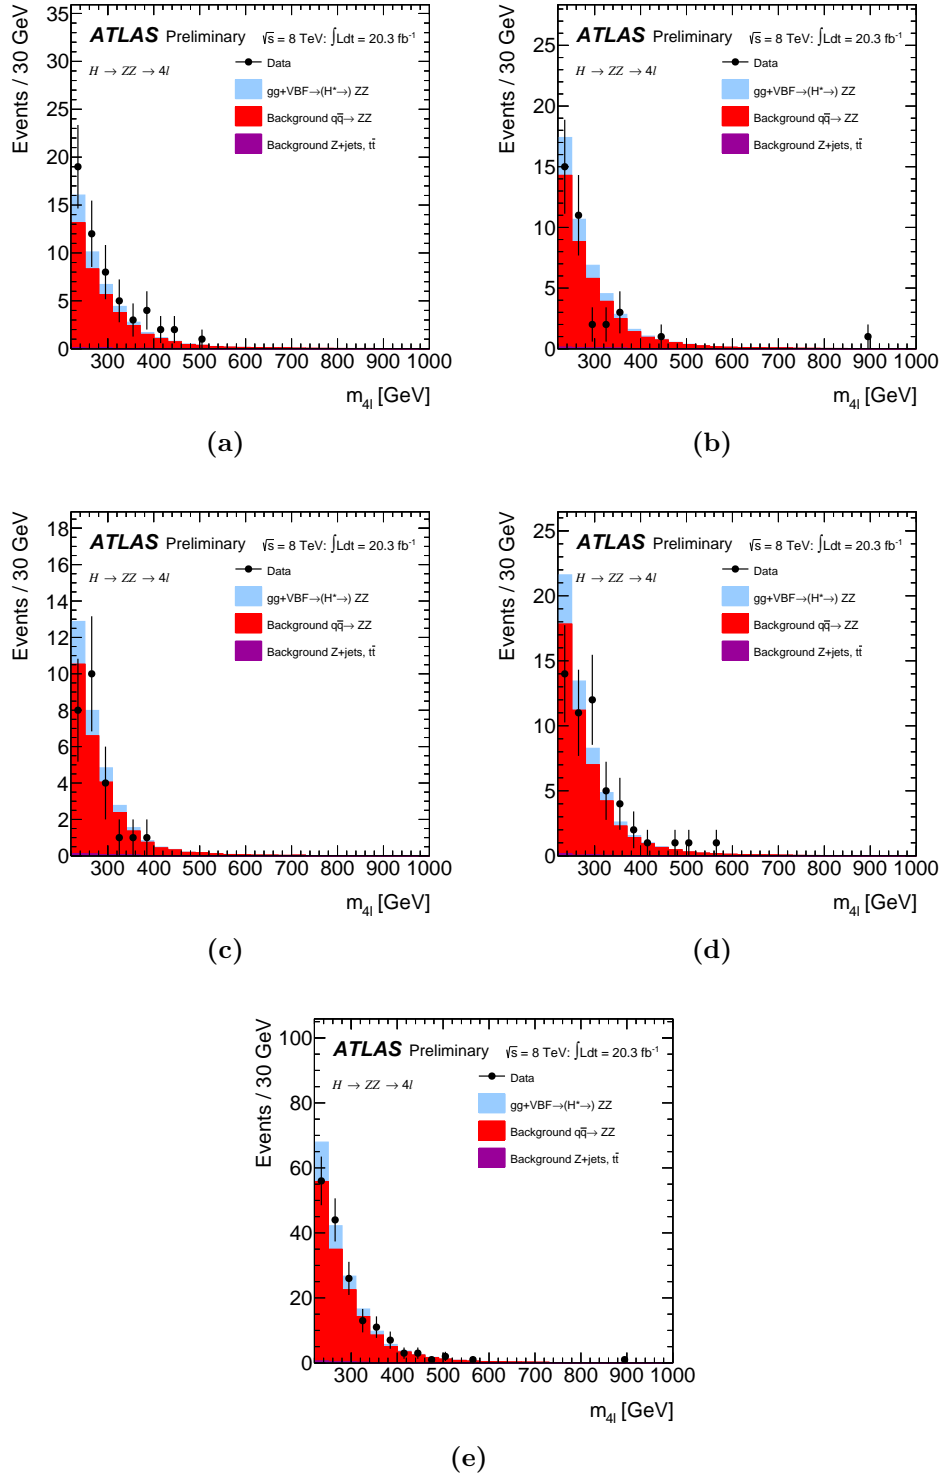 Events / 30 GeV
35
30
25
20
15
10
5
0
ATLAS Preliminary √s = 8 TeV: ∫Ldt = 20.3 fb⁻¹
H → ZZ → 4l
Data
gg+VBF→(H*→) ZZ
Background qq̅→ ZZ
Background Z+jets, tt̅
300 400 500 600 700 800 900 1000
m4l [GeV]
(a)
Events / 30 GeV
25
20
15
10
5
0
ATLAS Preliminary √s = 8 TeV: ∫Ldt = 20.3 fb⁻¹
H → ZZ → 4l
Data
gg+VBF→(H*→) ZZ
Background qq̅→ ZZ
Background Z+jets, tt̅
300 400 500 600 700 800 900 1000
m4l [GeV]
(b)
Events / 30 GeV
18
16
14
12
10
8
6
4
2
0
ATLAS Preliminary √s = 8 TeV: ∫Ldt = 20.3 fb⁻¹
H → ZZ → 4l
Data
gg+VBF→(H*→) ZZ
Background qq̅→ ZZ
Background Z+jets, tt̅
300 400 500 600 700 800 900 1000
m4l [GeV]
(c)
Events / 30 GeV
25
20
15
10
5
0
ATLAS Preliminary √s = 8 TeV: ∫Ldt = 20.3 fb⁻¹
H → ZZ → 4l
Data
gg+VBF→(H*→) ZZ
Background qq̅→ ZZ
Background Z+jets, tt̅
300 400 500 600 700 800 900 1000
m4l [GeV]
(d)
Events / 30 GeV
100
80
60
40
20
0
ATLAS Preliminary √s = 8 TeV: ∫Ldt = 20.3 fb⁻¹
H → ZZ → 4l
Data
gg+VBF→(H*→) ZZ
Background qq̅→ ZZ
Background Z+jets, tt̅
300 400 500 600 700 800 900 1000
m4l [GeV]
(e)